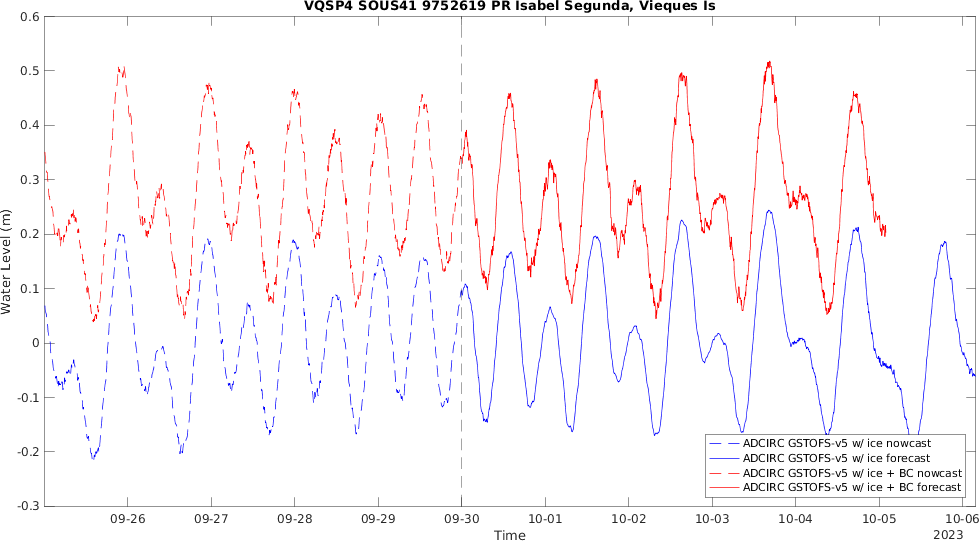 VQSP4 SOUS41 9752619 PR Isabel Segunda, Vieques Is
0.6
0.5
0.4
0.3
0.2
0.1
0
-0.1
-0.2
-0.3
Water Level (m)
ADCIRC GSTOFS-v5 w/ ice nowcast
ADCIRC GSTOFS-v5 w/ ice forecast
ADCIRC GSTOFS-v5 w/ ice + BC nowcast
ADCIRC GSTOFS-v5 w/ ice + BC forecast
09-26 09-27 09-28 09-29 09-30 10-01 10-02 10-03 10-04 10-05 10-06
2023
Time